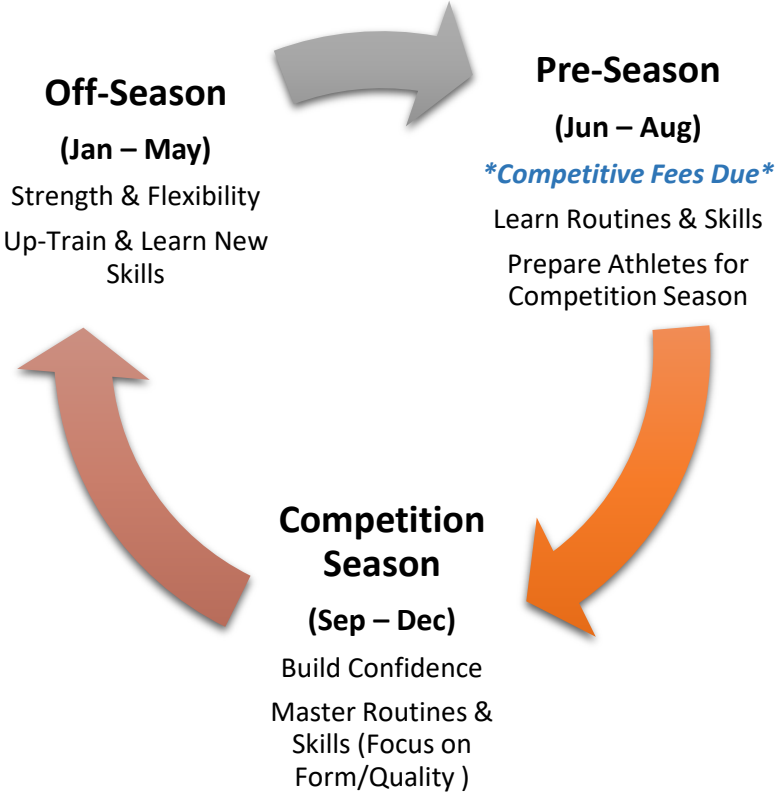 Off-Season
(Jan – May)
Strength & Flexibility
Up-Train & Learn New
Skills
Pre-Season
(Jun – Aug)
*Competitive Fees Due*
Learn Routines & Skills
Prepare Athletes for
Competition Season
Competition
Season
(Sep – Dec)
Build Confidence
Master Routines &
Skills (Focus on
Form/Quality )